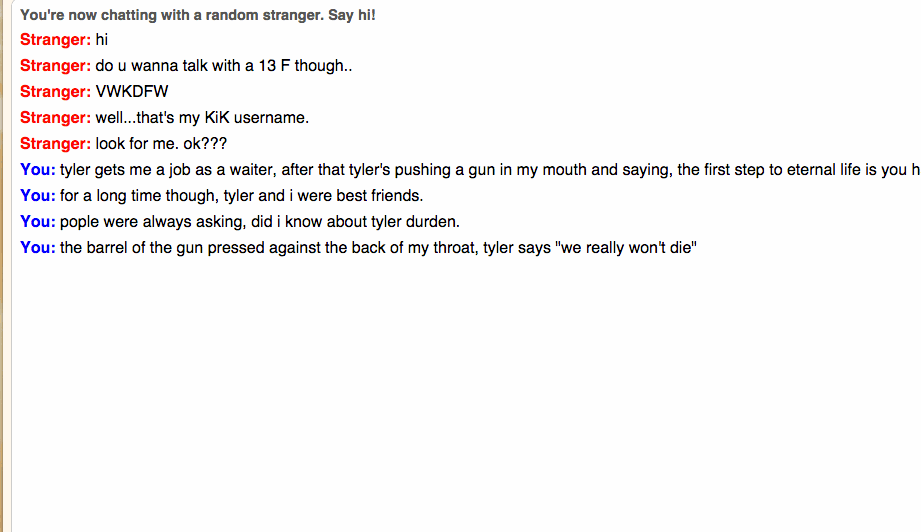 You're now chatting with a random stranger. Say hi!
Stranger: hi
Stranger: do u wanna talk with a 13 F though..
Stranger: VWKDFW
Stranger: well...that's my KiK username.
Stranger: look for me. ok???
You: tyler gets me a job as a waiter, after that tyler's pushing a gun in my mouth and saying, the first step to eternal life is you h
You: for a long time though, tyler and i were best friends.
You: pople were always asking, did i know about tyler durden.
You: the barrel of the gun pressed against the back of my throat, tyler says "we really won't die"